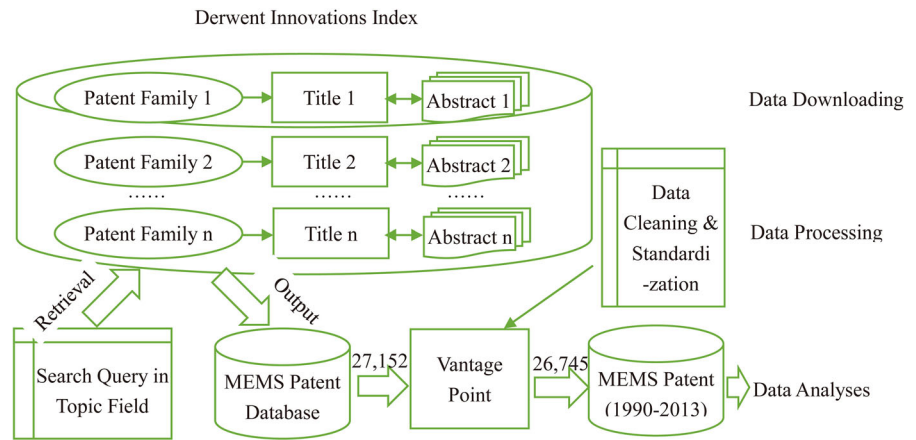 Derwent Innovations Index
Patent Family 1
Title 1
Abstract 1
Data Downloading
Patent Family 2
Title 2
Abstract 2
……
……
……
Patent Family n
Title n
Abstract n
Data
Cleaning &
Standardi
-zation
Data Processing
Retrieval
Output
Search Query in
Topic Field
MEMS Patent
Database
27,152
Vantage
Point
26,745
MEMS Patent
(1990-2013)
Data Analyses